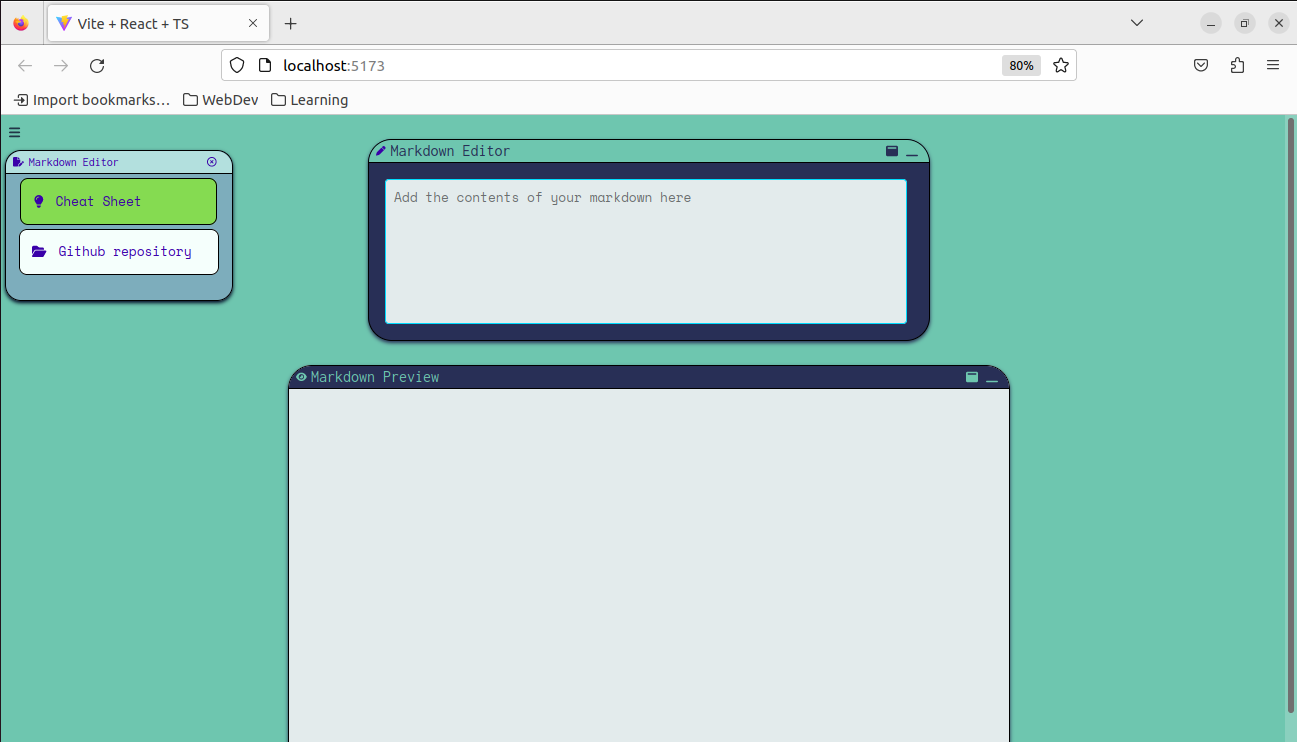 Vite + React + TS
localhost:5173
80%
Import bookmarks...
WebDev
Learning
Markdown Editor
Cheat Sheet
Github repository
Markdown Editor
Add the contents of your markdown here
Markdown Preview